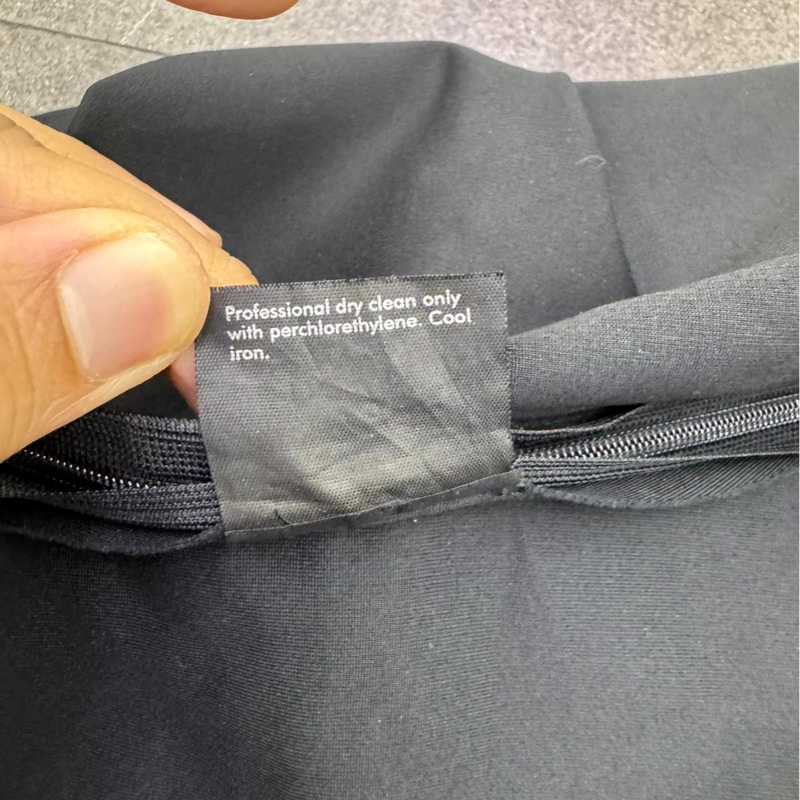 Professional dry clean only
with perchlorethylene. Cool
iron.